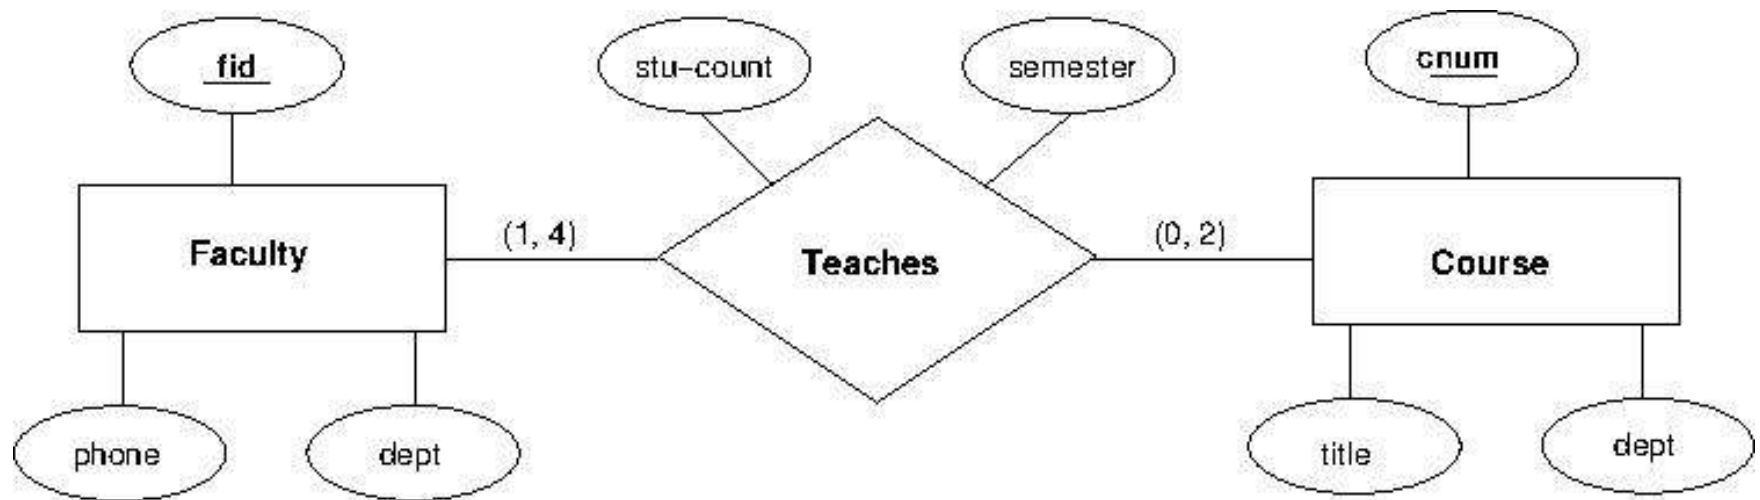 fid
stu-count
semester
cnum
Faculty
(1, 4)
Teaches
(0, 2)
Course
phone
dept
title
dept